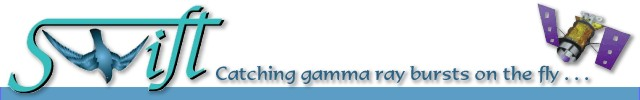 Swift
Catching gamma ray bursts on the fly . . .